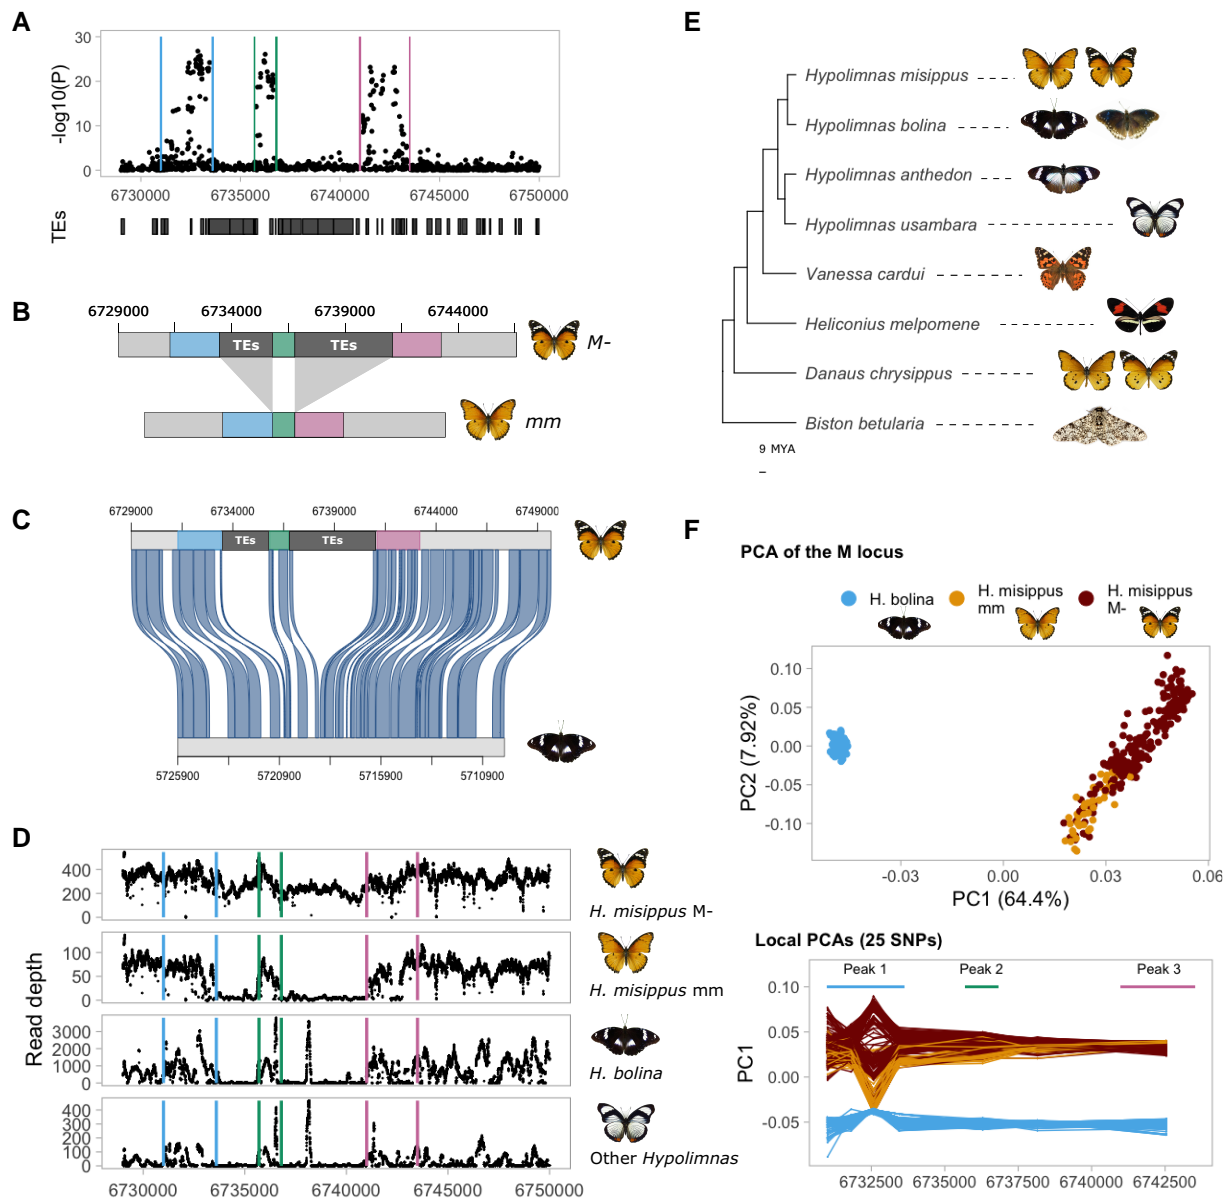 A
30
20
10
0
-log10(P)
6730000 6735000 6740000 6745000 6750000
TEs
B
6729000 6734000 6739000 6744000
TEs TEs
M-
mm
C
6729000 6734000 6739000 6744000 6749000
TEs TEs
5725900 5720900 5715900 5710900
D
Read depth
400
200
0
H. misippus M-
100
50
0
H. misippus mm
3000
2000
1000
0
H. bolina
400
300
200
100
0
Other Hypolimnas
6730000 6735000 6740000 6745000 6750000
E
Hypolimnas misippus
Hypolimnas bolina
Hypolimnas anthedon
Hypolimnas usambara
Vanessa cardui
Heliconius melpomene
Danaus chrysippus
Biston betularia
9 MYA
F
PCA of the M locus
H. bolina
H. misippus
mm
H. misippus
M-
0.10
0.05
0.00
-0.05
-0.10
PC2 (7.92%)
-0.03 0.00 0.03 0.06
PC1 (64.4%)
Local PCAs (25 SNPs)
Peak 1 Peak 2 Peak 3
0.10
0.05
0.00
-0.05
PC1
6732500 6735000 6737500 6740000 6742500